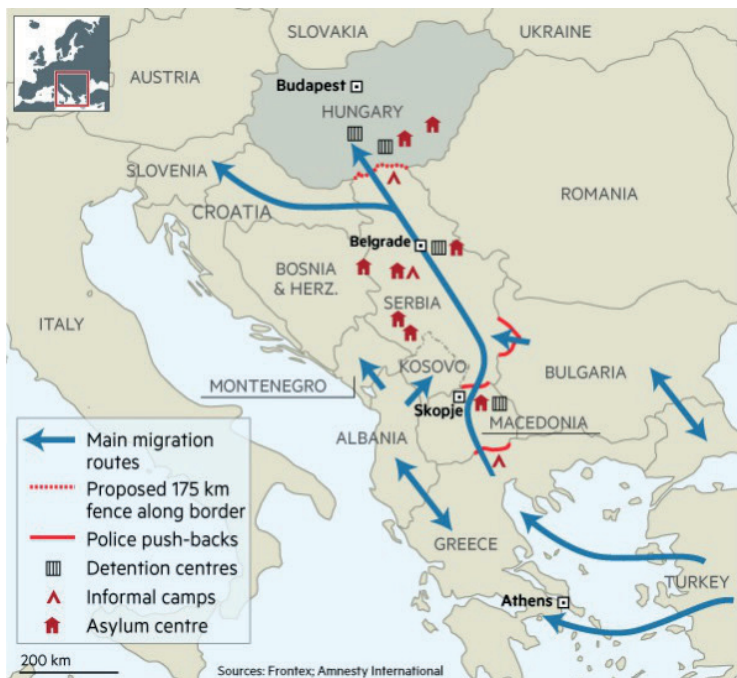 SLOVAKIA
UKRAINE
AUSTRIA
Budapest
HUNGARY
SLOVENIA
CROATIA
ROMANIA
Belgrade
BOSNIA
& HERZ.
SERBIA
ITALY
KOSOVO
BULGARIA
MONTENEGRO
Skopje
MACEDONIA
ALBANIA
GREECE
TURKEY
Athens
Main migration
routes
Proposed 175 km
fence along border
Police push-backs
Detention centres
Informal camps
Asylum centre
200 km
Sources: Frontex; Amnesty International